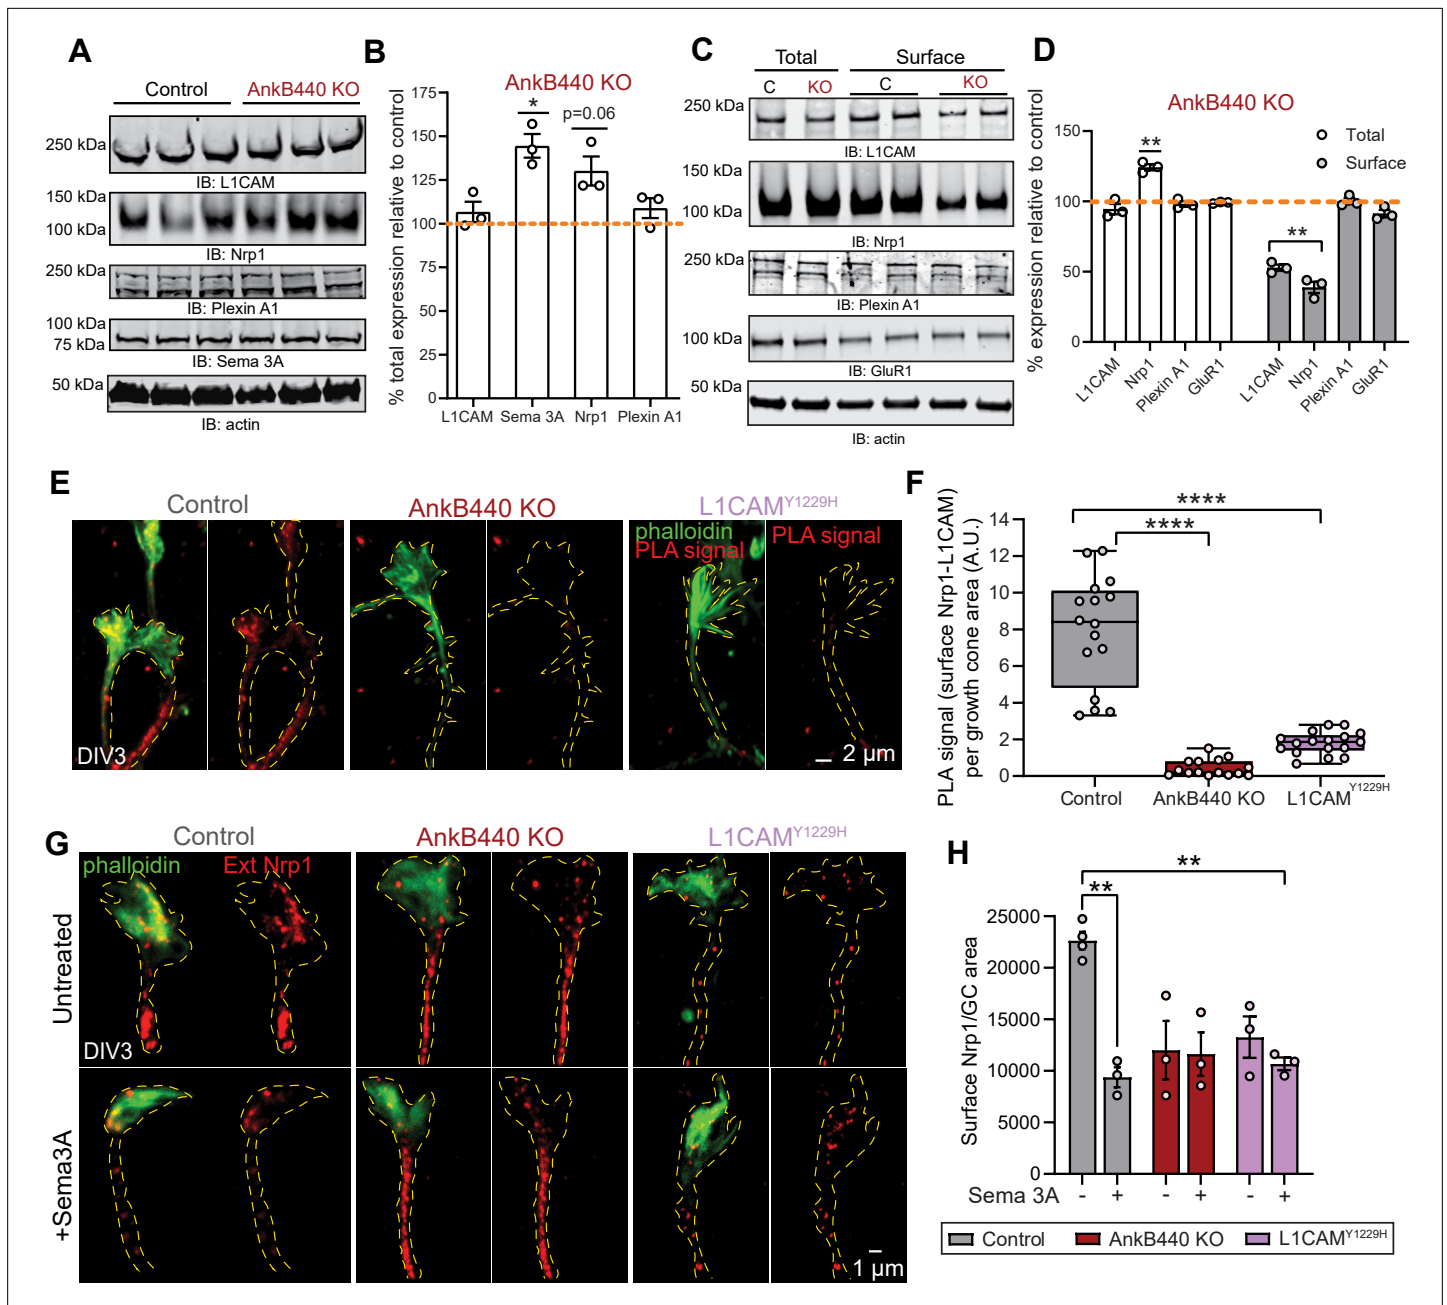 A
Control
AnkB440 KO
250 kDa
IB: L1CAM
150 kDa
100 kDa
IB: Nrp1
250 kDa
IB: Plexin A1
100 kDa
75 kDa
IB: Sema 3A
50 kDa
IB: actin
B
AnkB440 KO
% total expression relative to control
175
150
125
100
75
50
25
0
*
p=0.06
L1CAM Sema 3A Nrp1 Plexin A1
C
Total Surface
C KO C KO
250 kDa
IB: L1CAM
150 kDa
100 kDa
IB: Nrp1
250 kDa
IB: Plexin A1
100 kDa
IB: GluR1
50 kDa
IB: actin
D
AnkB440 KO
% expression relative to control
150
100
50
0
Total
Surface
**
**
L1CAM Nrp1 Plexin A1 GluR1 L1CAM Nrp1 Plexin A1 GluR1
E
Control AnkB440 KO L1CAMY1229H
phalloidin
PLA signal PLA signal
DIV3
2 µm
F
PLA signal (surface Nrp1-L1CAM)
per growth cone area (A.U.)
14
12
10
8
6
4
2
0
****
****
Control AnkB440 KO L1CAMY1229H
G
Control AnkB440 KO L1CAMY1229H
phalloidin Ext Nrp1
Untreated
DIV3
+Sema3A
1 µm
H
Surface Nrp1/GC area
25000
20000
15000
10000
5000
0
**
**
Sema 3A - + - + - +
Control AnkB440 KO L1CAMY1229H